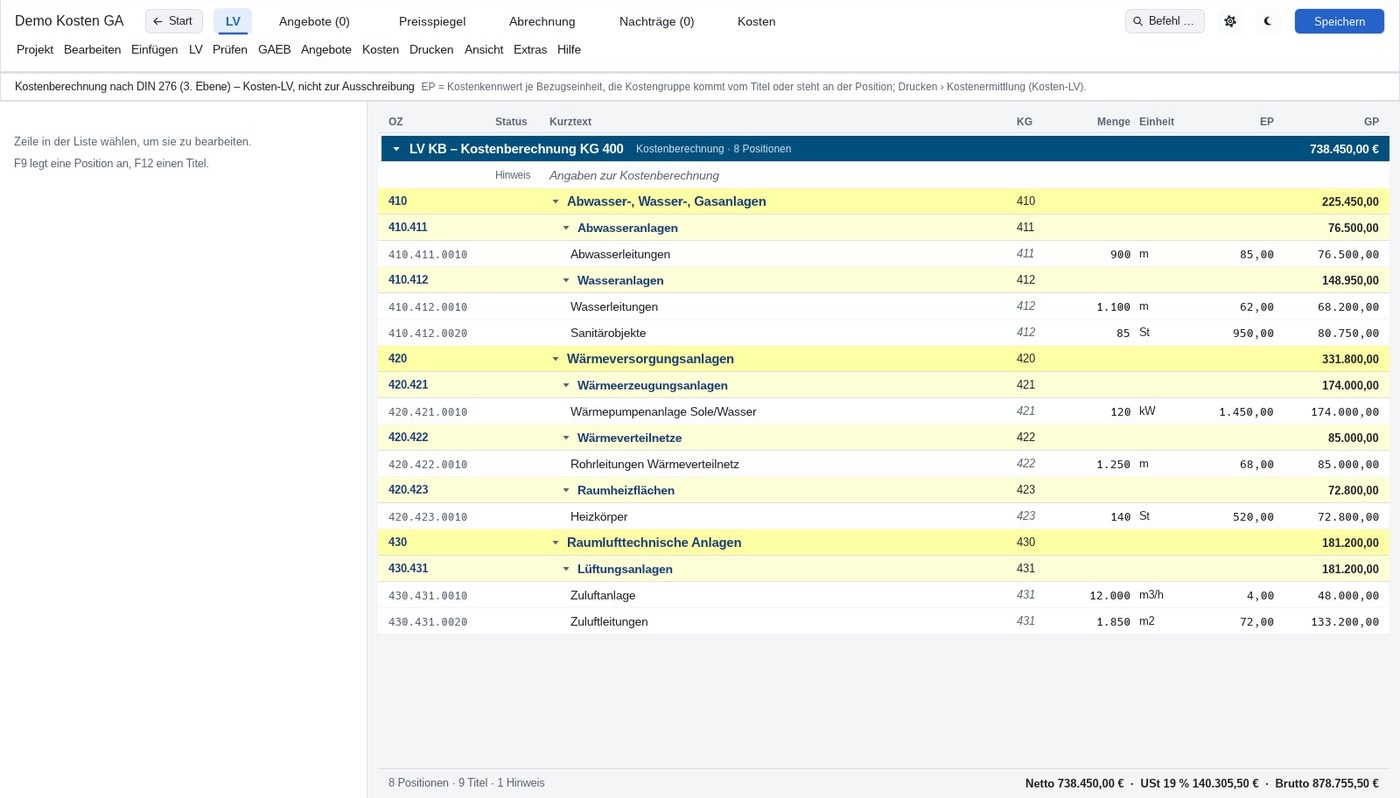 Demo Kosten GA ← Start LV Angebote (0) Preisspiegel Abrechnung Nachträge (0) Kosten Befehl … Speichern
Projekt Bearbeiten Einfügen LV Prüfen GAEB Angebote Kosten Drucken Ansicht Extras Hilfe
Kostenberechnung nach DIN 276 (3. Ebene) – Kosten-LV, nicht zur Ausschreibung EP = Kostenkennwert je Bezugseinheit, die Kostengruppe kommt vom Titel oder steht an der Position; Drucken › Kostenermittlung (Kosten-LV).
Zeile in der Liste wählen, um sie zu bearbeiten.
F9 legt eine Position an, F12 einen Titel.
OZ Status Kurztext KG Menge Einheit EP GP
LV KB – Kostenberechnung KG 400 Kostenberechnung · 8 Positionen 738.450,00 €
Hinweis Angaben zur Kostenberechnung
410 Abwasser-, Wasser-, Gasanlagen 410 225.450,00
410.411 Abwasseranlagen 411 76.500,00
410.411.0010 Abwasserleitungen 411 900 m 85,00 76.500,00
410.412 Wasseranlagen 412 148.950,00
410.412.0010 Wasserleitungen 412 1.100 m 62,00 68.200,00
410.412.0020 Sanitärobjekte 412 85 St 950,00 80.750,00
420 Wärmeversorgungsanlagen 420 331.800,00
420.421 Wärmeerzeugungsanlagen 421 174.000,00
420.421.0010 Wärmepumpenanlage Sole/Wasser 421 120 kW 1.450,00 174.000,00
420.422 Wärmeverteilnetze 422 85.000,00
420.422.0010 Rohrleitungen Wärmeverteilnetz 422 1.250 m 68,00 85.000,00
420.423 Raumheizflächen 423 72.800,00
420.423.0010 Heizkörper 423 140 St 520,00 72.800,00
430 Raumlufttechnische Anlagen 430 181.200,00
430.431 Lüftungsanlagen 431 181.200,00
430.431.0010 Zuluftanlage 431 12.000 m3/h 4,00 48.000,00
430.431.0020 Zuluftleitungen 431 1.850 m2 72,00 133.200,00
8 Positionen · 9 Titel · 1 Hinweis Netto 738.450,00 € · USt 19 % 140.305,50 € · Brutto 878.755,50 €